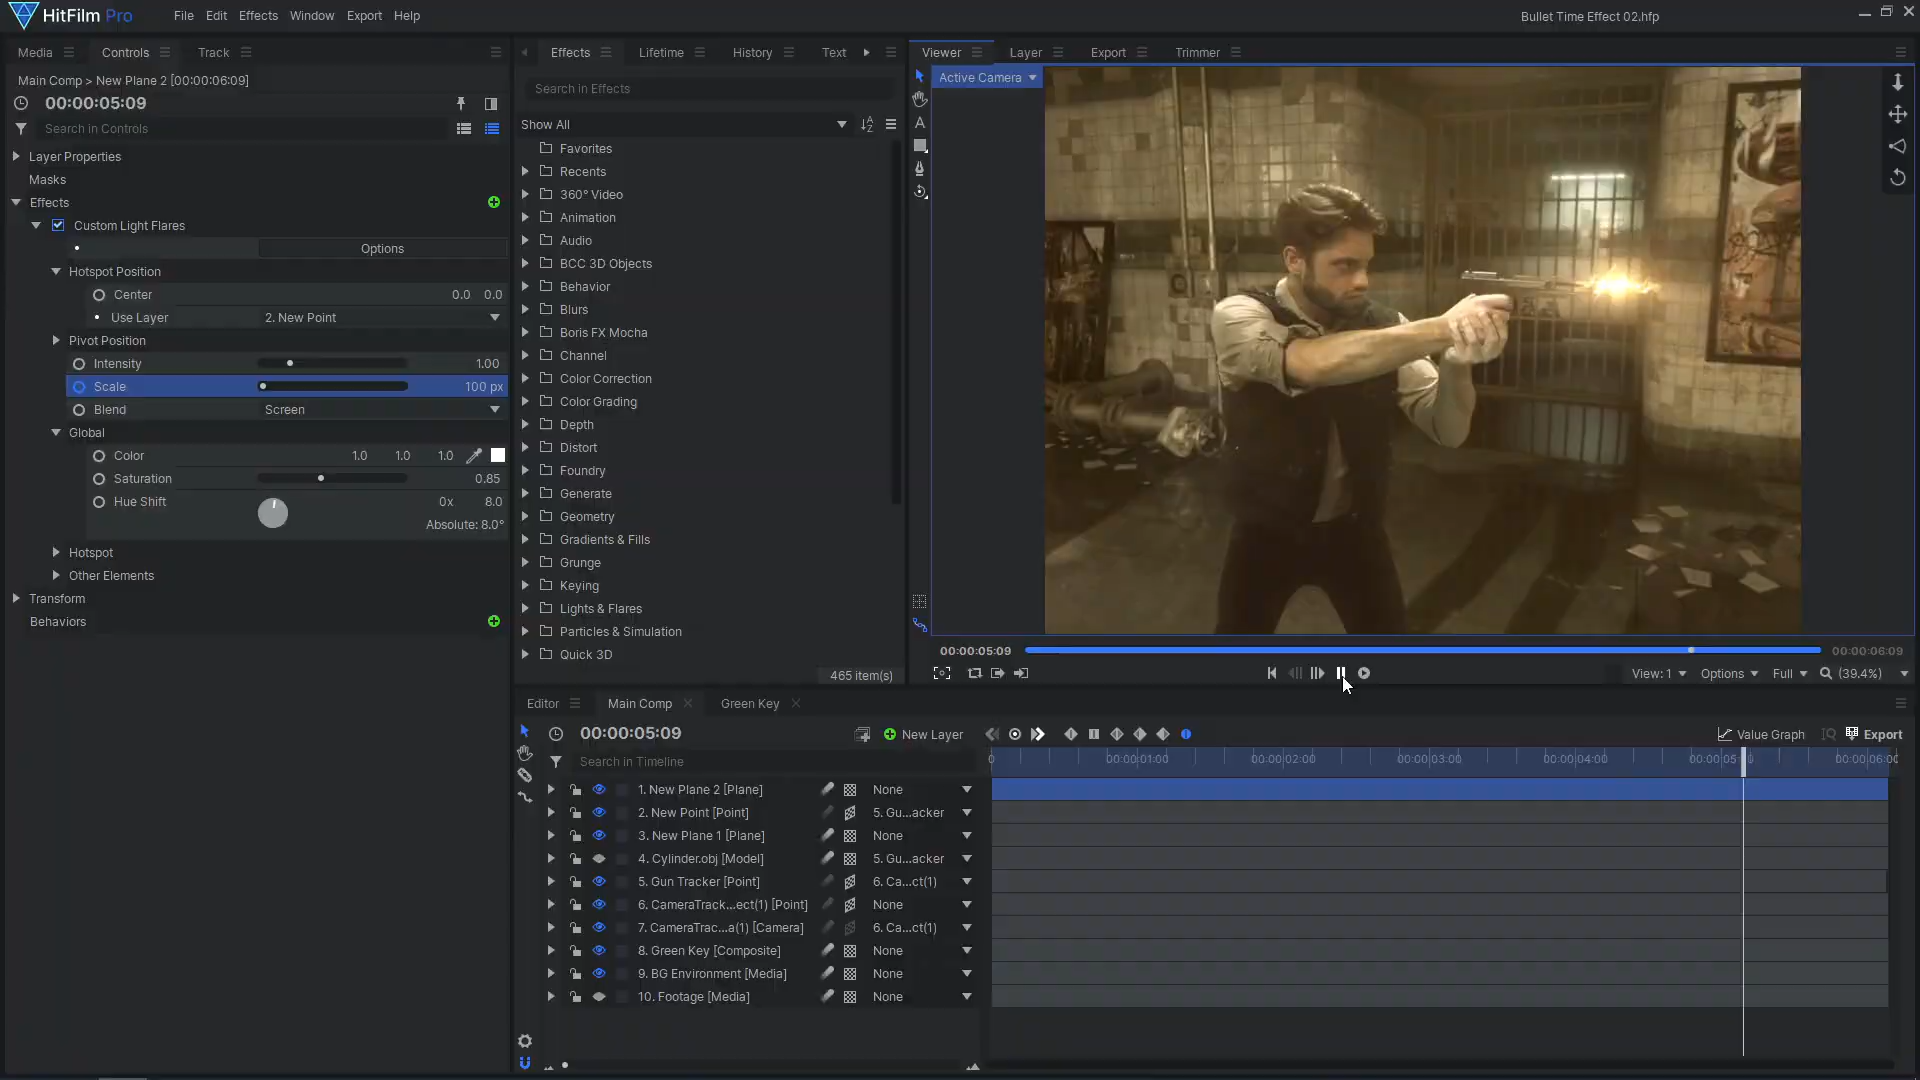 HitFilm Pro
File Edit Effects Window Export Help
Bullet Time Effect 02.hfp
Media Controls Track
Main Comp > New Plane 2 [00:00:06:09]
00:00:05:09
Search in Controls
Layer Properties
Masks
Effects
Custom Light Flares
Options
Hotspot Position
Center 0.0 0.0
Use Layer 2. New Point
Pivot Position
Intensity 1.00
Scale 100 px
Blend Screen
Global
Color 1.0 1.0 1.0
Saturation 0.85
Hue Shift 0x 8.0
Absolute: 8.0°
Hotspot
Other Elements
Transform
Behaviors
Effects Lifetime History Text
Search in Effects
Show All
Favorites
Recents
360° Video
Animation
Audio
BCC 3D Objects
Behavior
Blurs
Boris FX Mocha
Channel
Color Correction
Color Grading
Depth
Distort
Foundry
Generate
Geometry
Gradients & Fills
Grunge
Keying
Lights & Flares
Particles & Simulation
Quick 3D
465 item(s)
Viewer Layer Export Trimmer
Active Camera
00:00:05:09 00:00:06:09
View: 1 Options Full (39.4%)
Editor Main Comp Green Key
00:00:05:09 New Layer Value Graph Export
Search in Timeline
0 00:00:01:00 00:00:02:00 00:00:03:00 00:00:04:00
1. New Plane 2 [Plane] None
2. New Point [Point] 5. Gu...acker
3. New Plane 1 [Plane] None
4. Cylinder.obj [Model] 5. Gu...acker
5. Gun Tracker [Point] 6. Ca...ct(1)
6. CameraTrack...ect(1) [Point] None
7. CameraTrac...a(1) [Camera] 6. Ca...ct(1)
8. Green Key [Composite] None
9. BG Environment [Media] None
10. Footage [Media] None